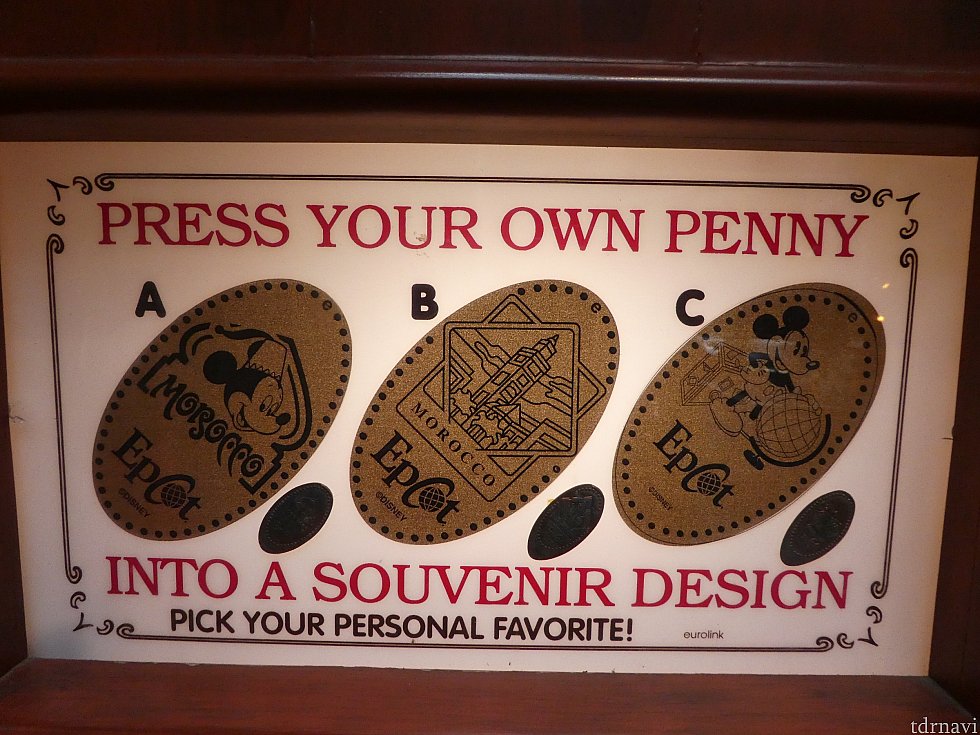 PRESS YOUR OWN PENNY
A
B
C
MOROCCO
Epcot
©DISNEY
e
MOROCCO
Epcot
©DISNEY
e
Epcot
©DISNEY
e
INTO A SOUVENIR DESIGN
PICK YOUR PERSONAL FAVORITE!
eurolink
tdrnavi